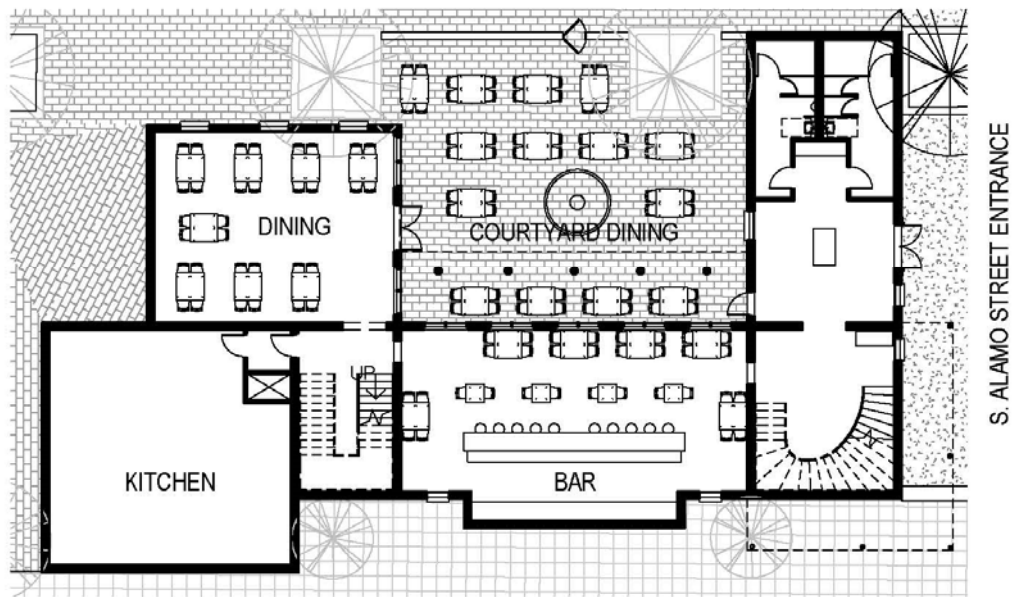 DINING
COURTYARD DINING
UP
KITCHEN
BAR
S. ALAMO STREET ENTRANCE